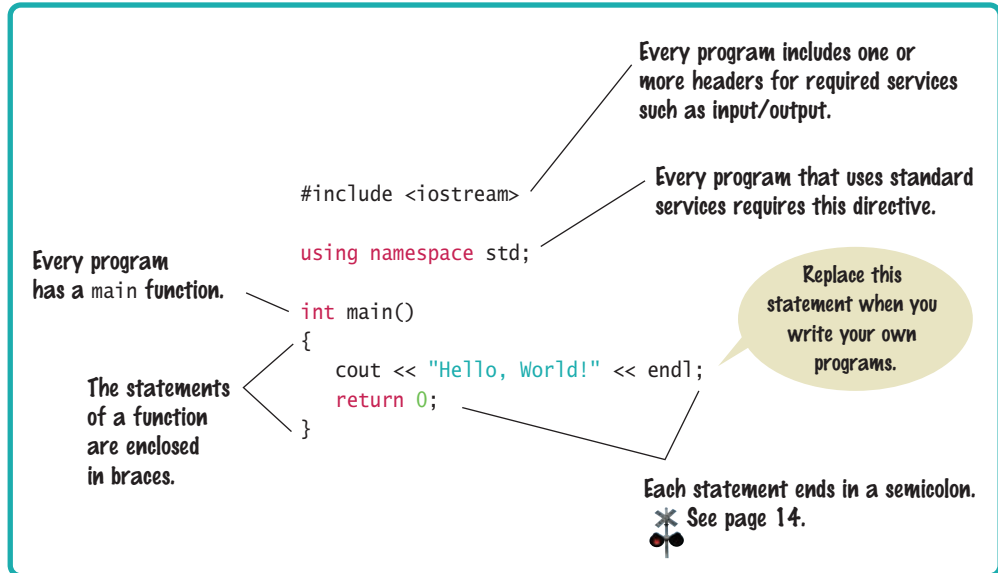 Every program includes one or
more headers for required services
such as input/output.
#include <iostream>
Every program that uses standard
services requires this directive.
using namespace std;
Every program
has a main function.
int main()
{
Replace this
statement when you
write your own
programs.
cout << "Hello, World!" << endl;
return 0;
}
The statements
of a function
are enclosed
in braces.
Each statement ends in a semicolon.
See page 14.